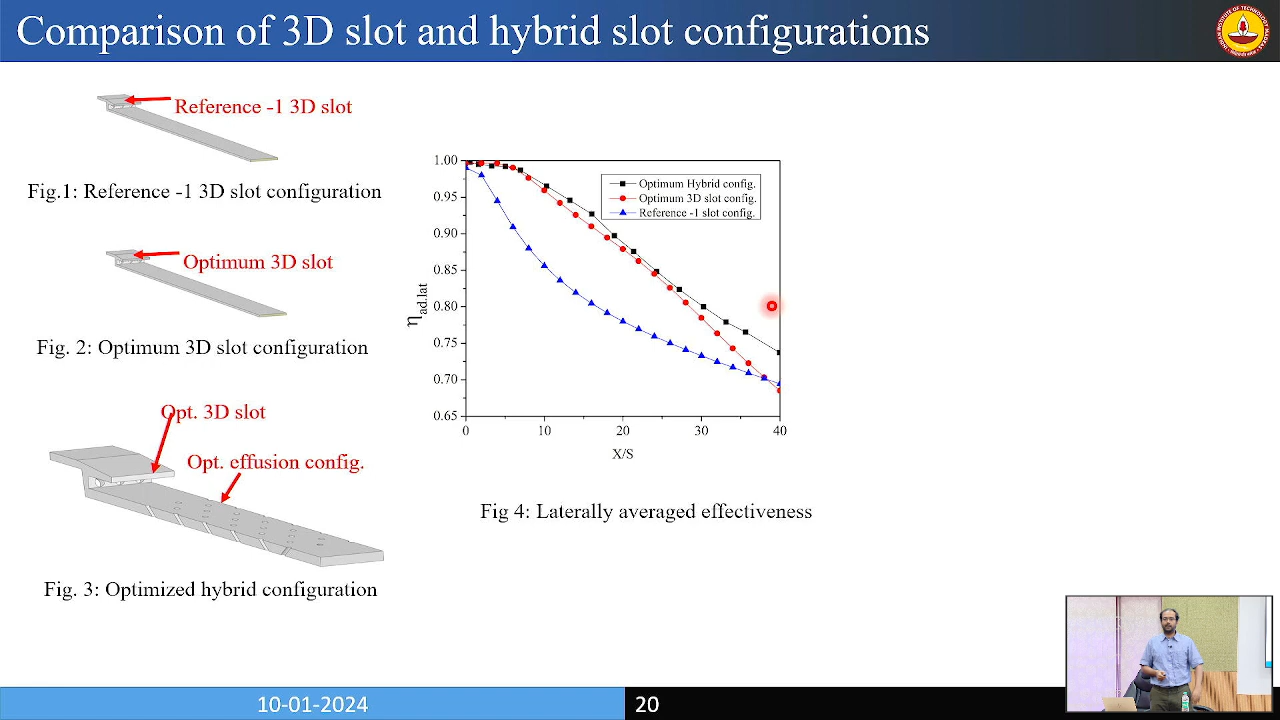 Comparison of 3D slot and hybrid slot configurations
Reference -1 3D slot
Fig.1: Reference -1 3D slot configuration
Optimum 3D slot
Fig. 2: Optimum 3D slot configuration
Opt. 3D slot
Opt. effusion config.
Fig. 3: Optimized hybrid configuration
1.00
0.95
0.90
0.85
0.80
0.75
0.70
0.65
η ad.lat
Optimum Hybrid config.
Optimum 3D slot config.
Reference -1 slot config.
0 10 20 30 40
X/S
Fig 4: Laterally averaged effectiveness
10-01-2024
20